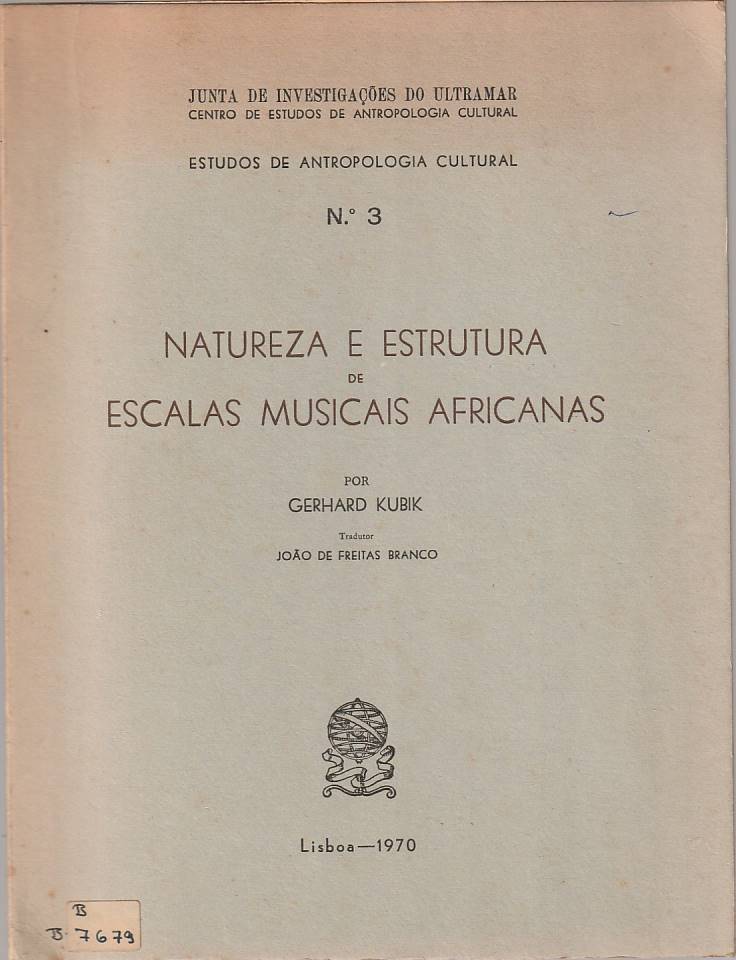 JUNTA DE INVESTIGAÇÕES DO ULTRAMAR
CENTRO DE ESTUDOS DE ANTROPOLOGIA CULTURAL
ESTUDOS DE ANTROPOLOGIA CULTURAL
N.º 3
NATUREZA E ESTRUTURA
DE
ESCALAS MUSICAIS AFRICANAS
POR
GERHARD KUBIK
Tradutor
JOÃO DE FREITAS BRANCO
Lisboa—1970
B
B. 7679